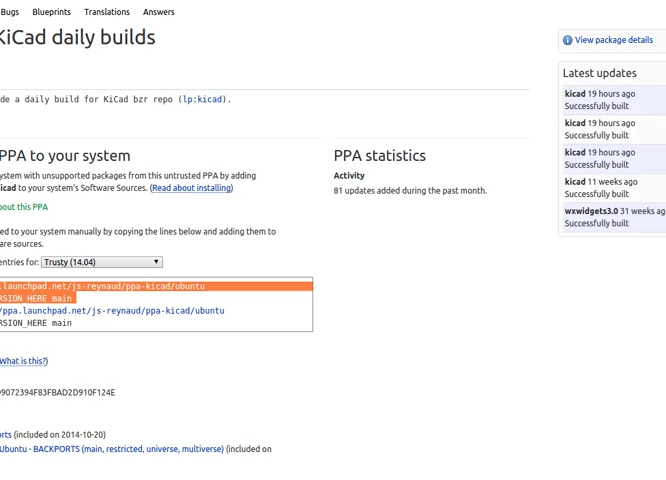 Bugs Blueprints Translations Answers
KiCad daily builds
View package details
Latest updates
kicad 19 hours ago
Successfully built
kicad 19 hours ago
Successfully built
kicad 19 hours ago
Successfully built
kicad 11 weeks ago
Successfully built
wxwidgets3.0 31 weeks ag
Successfully built
de a daily build for KiCad bzr repo (lp:kicad).
PPA to your system
ystem with unsupported packages from this untrusted PPA by adding
icad to your system's Software Sources. (Read about installing)
bout this PPA
ed to your system manually by copying the lines below and adding them to
are sources.
entries for: Trusty (14.04)
.launchpad.net/js-reynaud/ppa-kicad/ubuntu
RSION_HERE main
/ppa.launchpad.net/js-reynaud/ppa-kicad/ubuntu
RSION_HERE main
What is this?)
09072394F83FBAD2D910F124E
orts (included on 2014-10-20)
Ubuntu - BACKPORTS (main, restricted, universe, multiverse) (included on
PPA statistics
Activity
81 updates added during the past month.